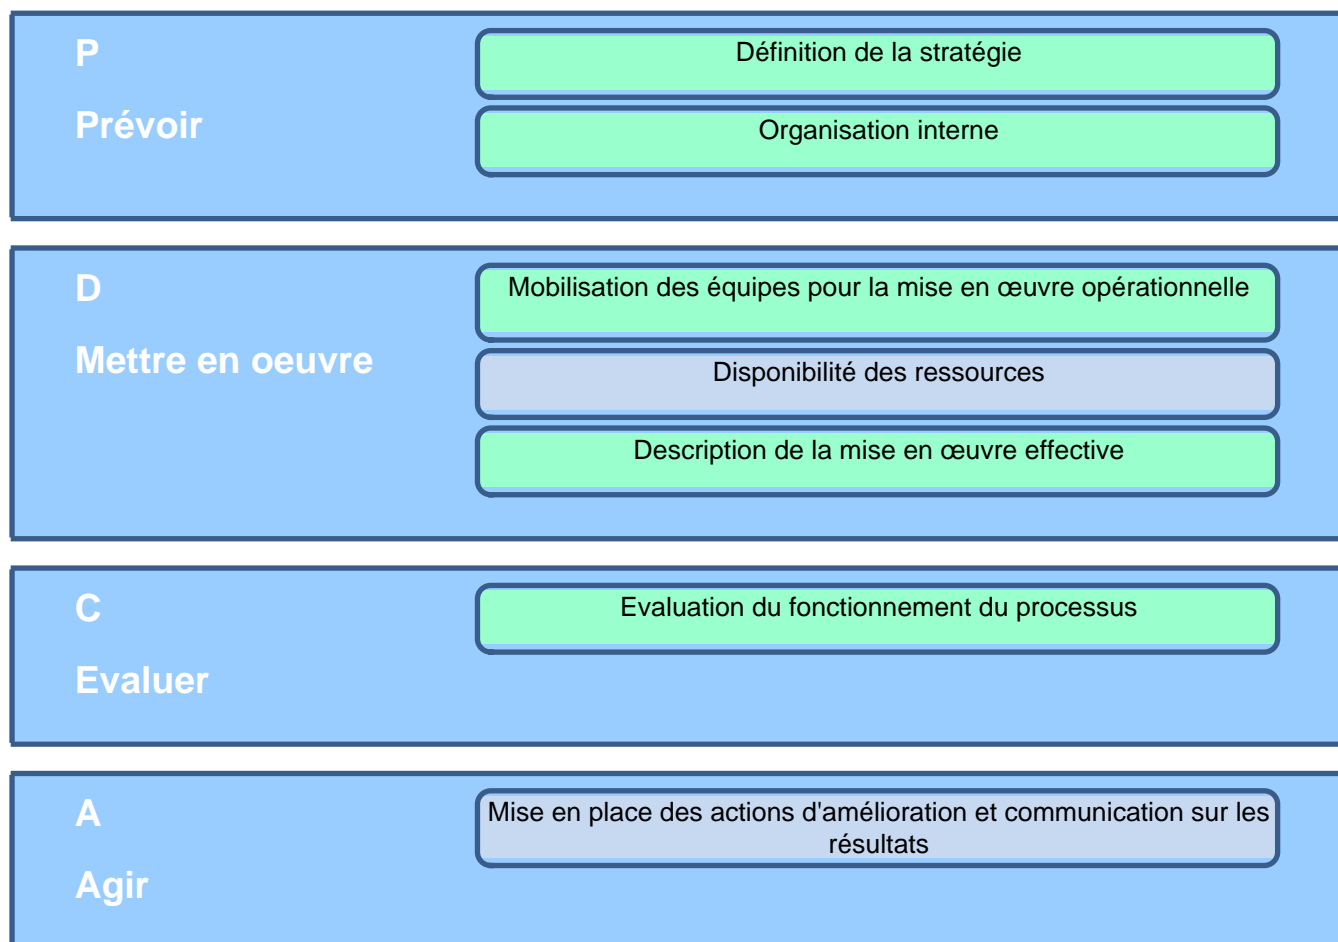 P
Prévoir
Définition de la stratégie
Organisation interne
D
Mettre en oeuvre
Mobilisation des équipes pour la mise en œuvre opérationnelle
Disponibilité des ressources
Description de la mise en œuvre effective
C
Evaluer
Evaluation du fonctionnement du processus
A
Agir
Mise en place des actions d'amélioration et communication sur les
résultats